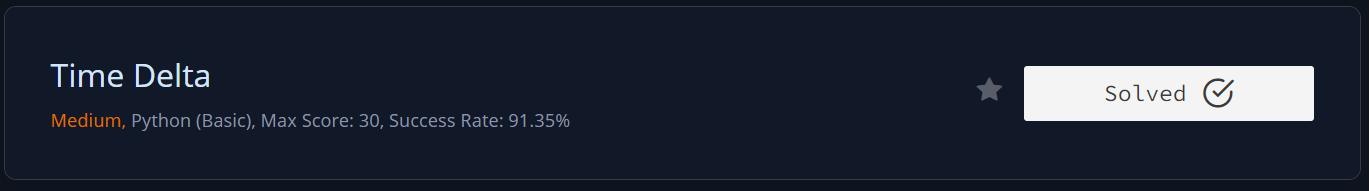 Time Delta
Medium, Python (Basic), Max Score: 30, Success Rate: 91.35%
Solved